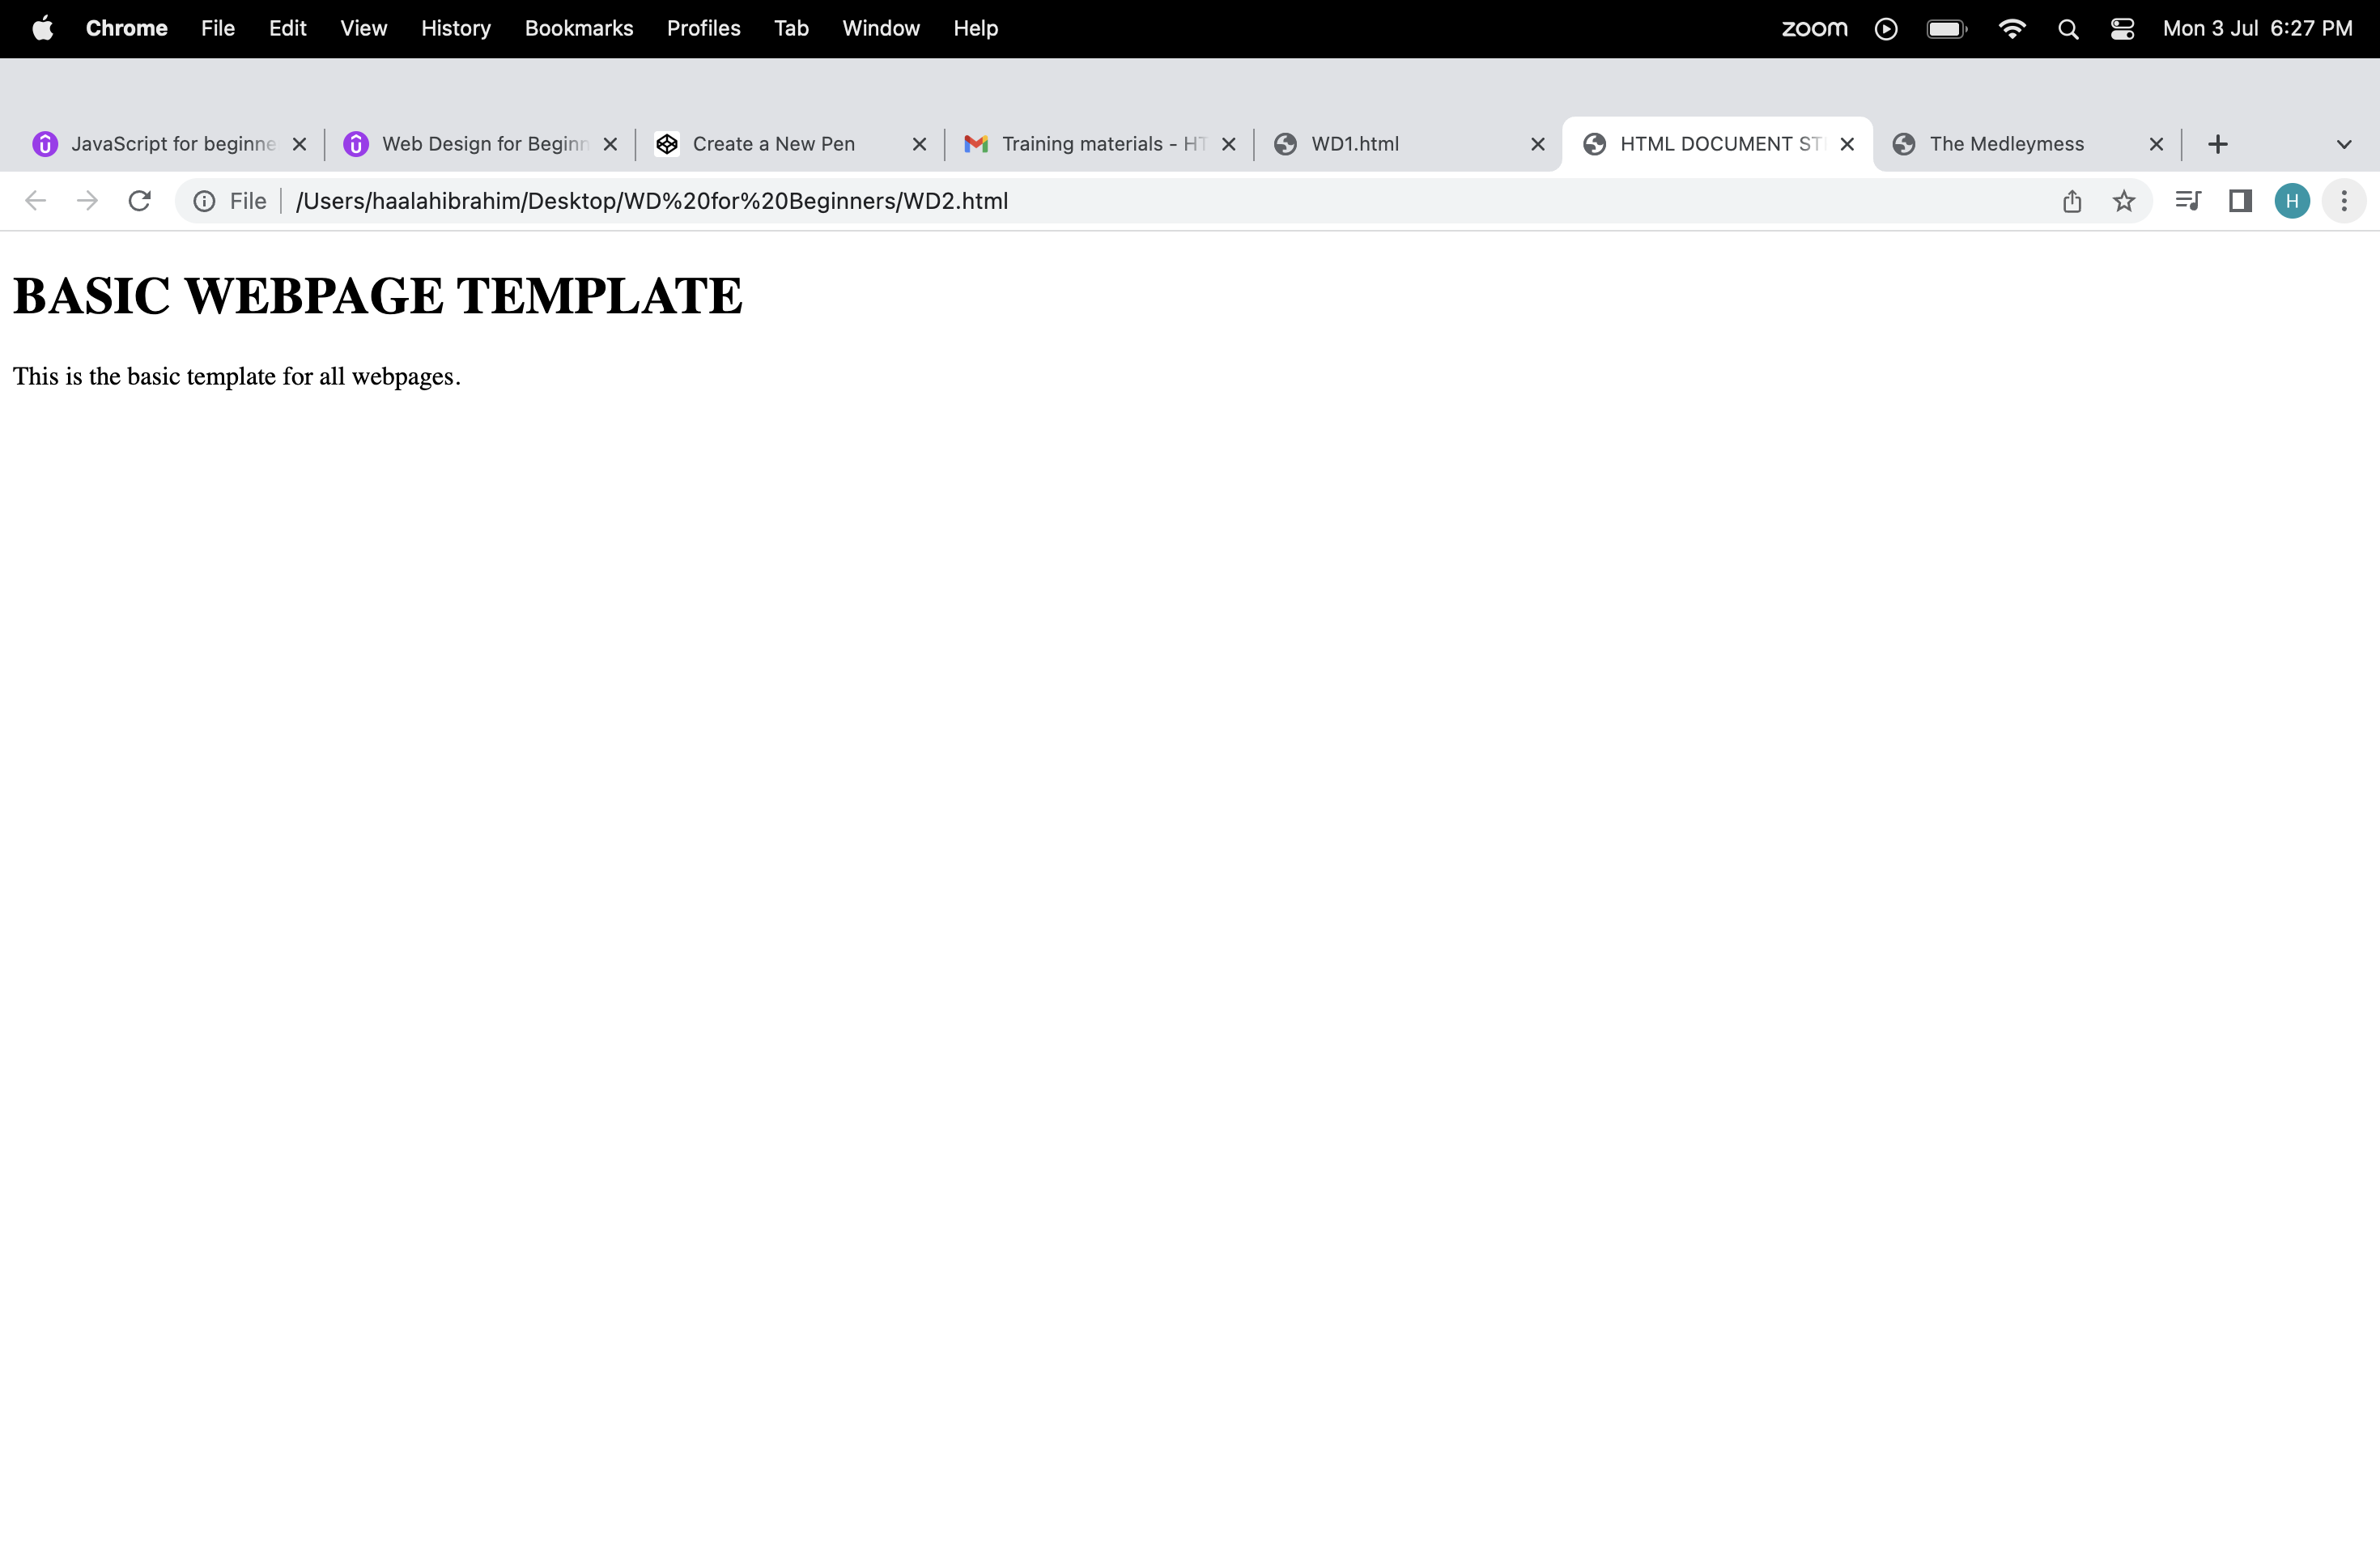 Chrome File Edit View History Bookmarks Profiles Tab Window Help zoom Mon 3 Jul 6:27 PM
JavaScript for beginne Web Design for Beginn Create a New Pen Training materials - HT WD1.html HTML DOCUMENT ST The Medleymess
File /Users/haalahibrahim/Desktop/WD%20for%20Beginners/WD2.html H
BASIC WEBPAGE TEMPLATE
This is the basic template for all webpages.